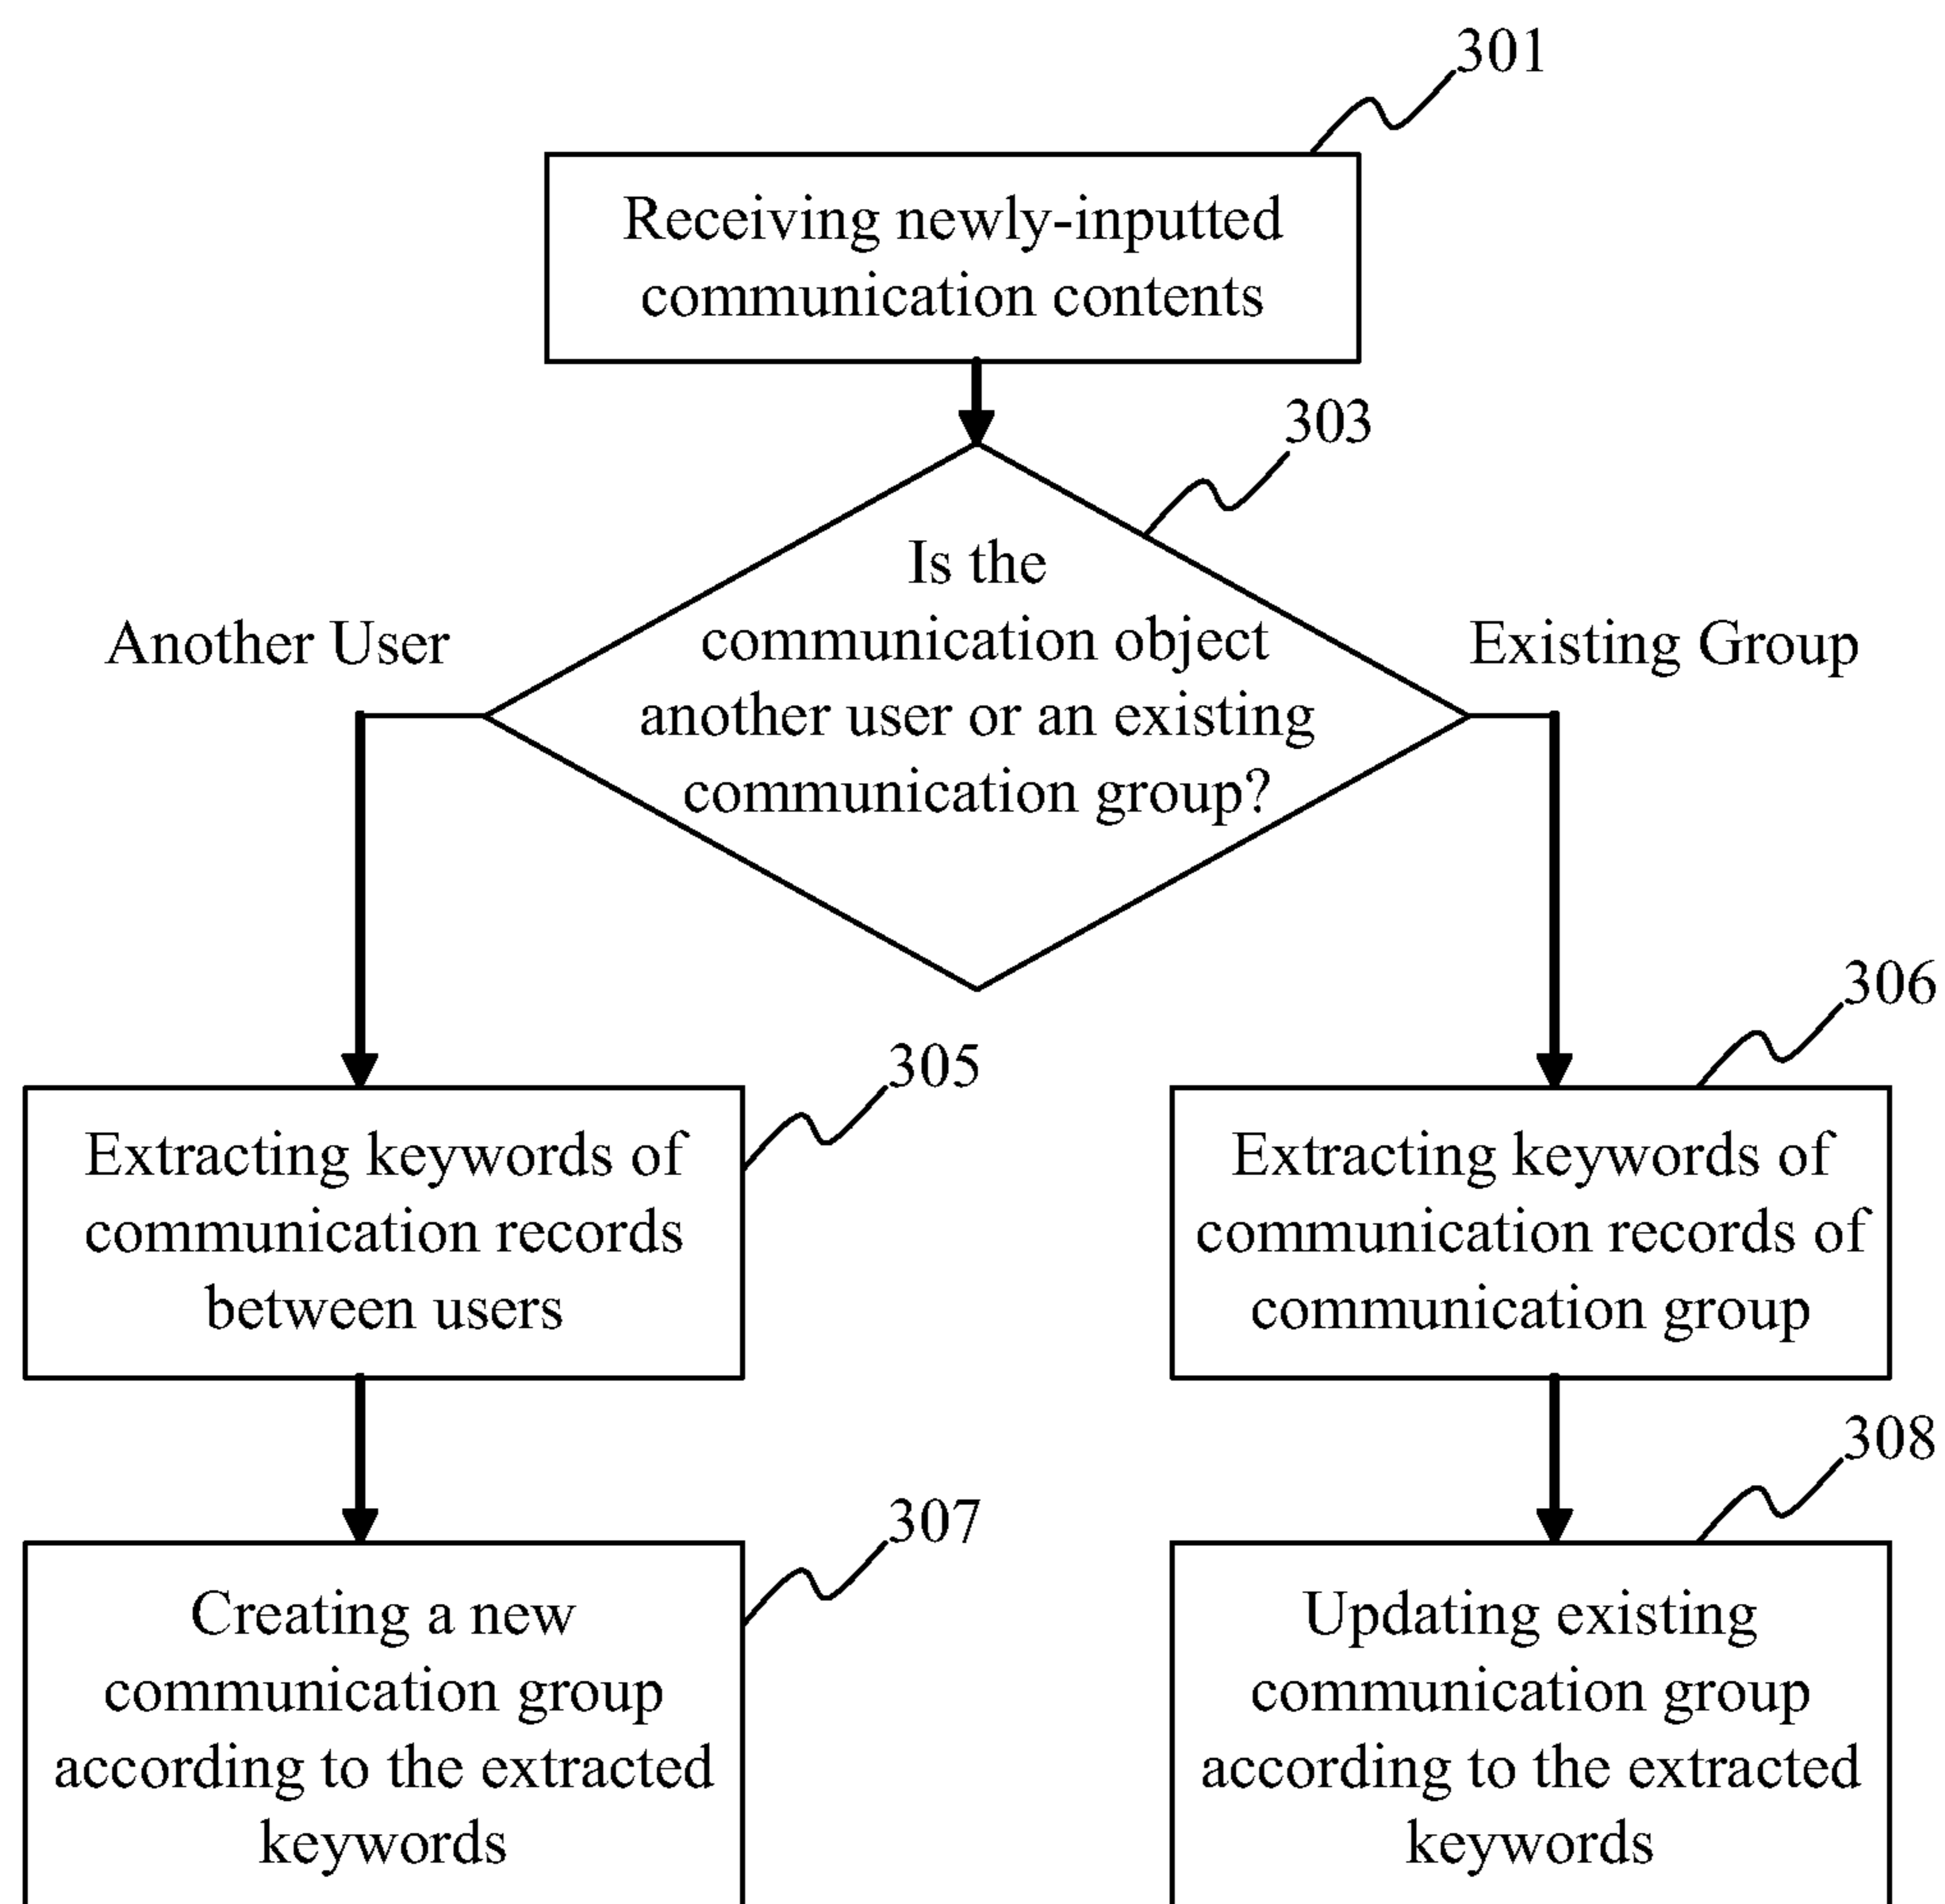 301
Receiving newly-inputted
communication contents
303
Is the
communication object
another user or an existing
communication group?
Another User
Existing Group
305
306
Extracting keywords of
communication records
between users
Extracting keywords of
communication records of
communication group
307
308
Creating a new
communication group
according to the extracted
keywords
Updating existing
communication group
according to the extracted
keywords